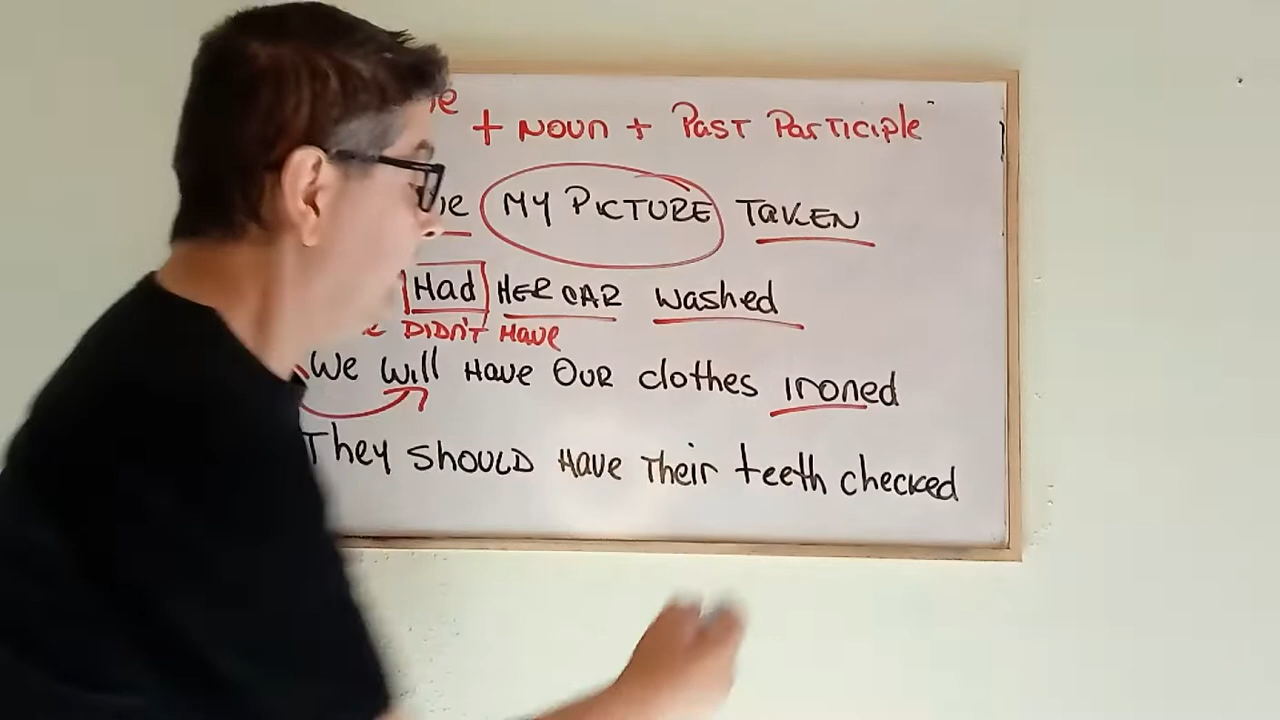 + NOUN + PAST PARTICIPLE
MY PICTURE TAKEN
Had HER CAR washed
DIDN'T HAVE
We will HAVE OUR clothes ironed
They SHOULD HAVE Their teeth checked